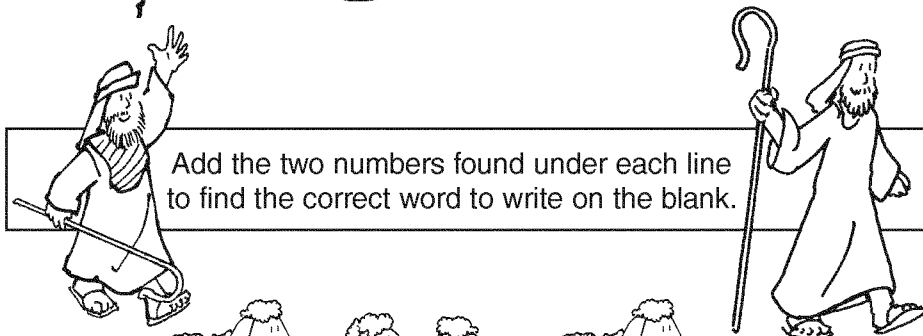 Add the two numbers found under each line
to find the correct word to write on the blank.